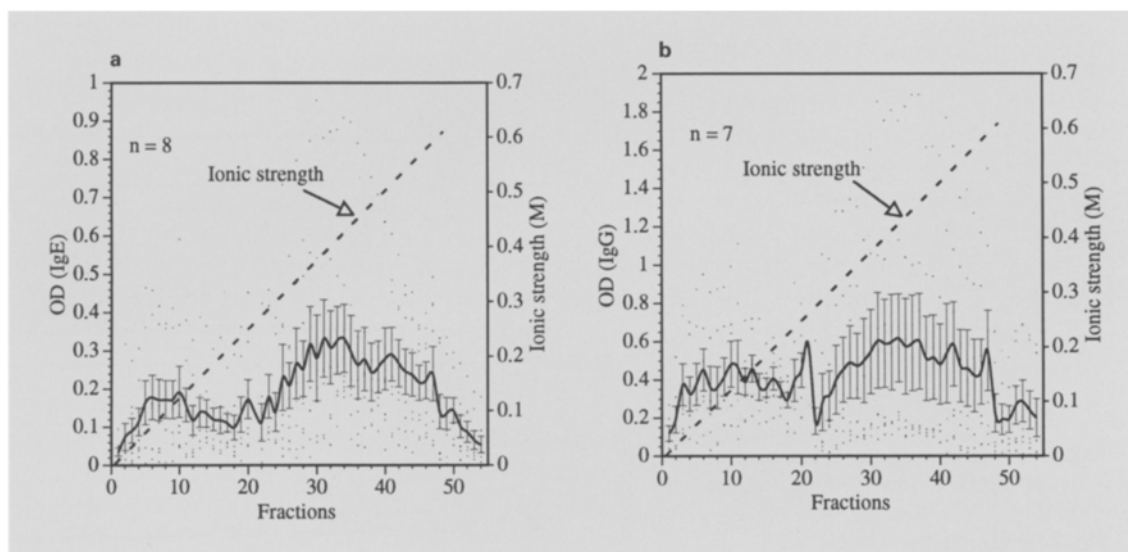 a
1
0.9
0.8
0.7
0.6
0.5
0.4
0.3
0.2
0.1
0
OD (IgE)
n = 8
Ionic strength
0.7
0.6
0.5
0.4
0.3
0.2
0.1
0
Ionic strength (M)
0 10 20 30 40 50
Fractions
b
2
1.8
1.6
1.4
1.2
1
0.8
0.6
0.4
0.2
0
OD (IgG)
n = 7
Ionic strength
0.7
0.6
0.5
0.4
0.3
0.2
0.1
0
Ionic strength (M)
0 10 20 30 40 50
Fractions